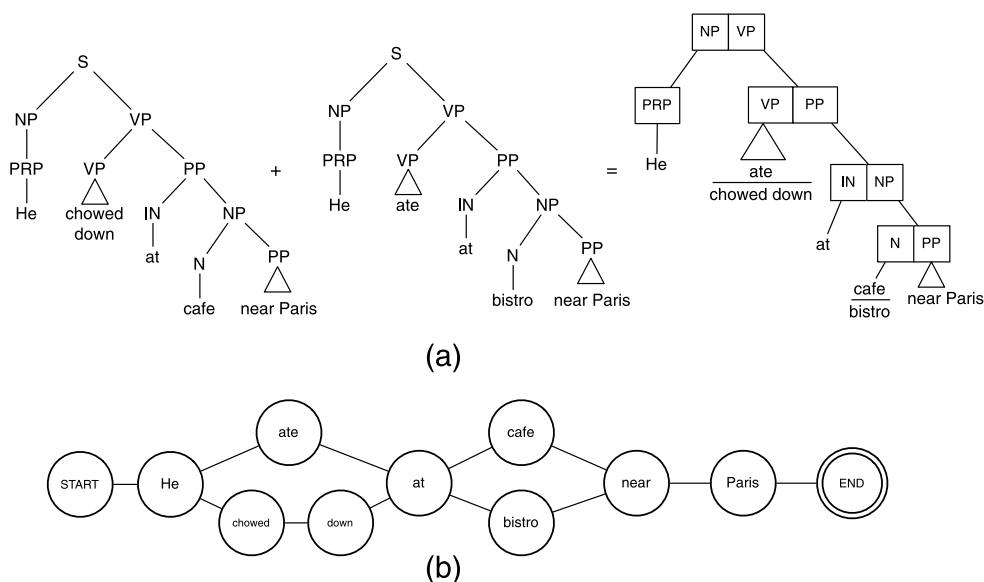 S
NP VP
PRP VP PP
He chowed down IN NP
at N PP
cafe near Paris
+
S
NP VP
PRP VP PP
He ate IN NP
at N PP
bistro near Paris
=
NP VP
PRP VP PP
He ate
chowed down
IN NP
at N PP
cafe near Paris
bistro
(a)
ate cafe
START He at near Paris END
chowed down bistro
(b)